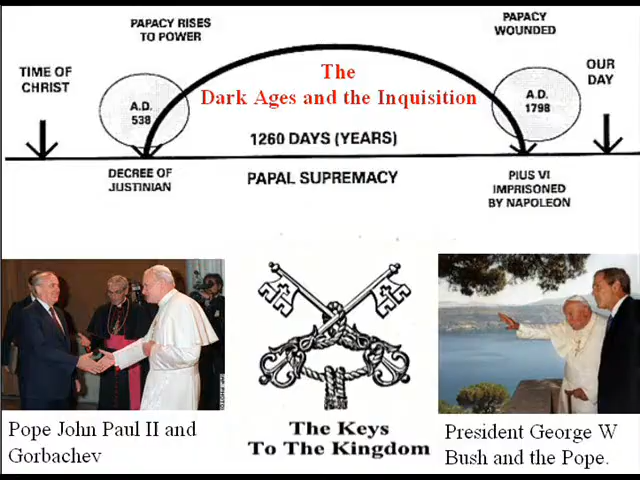 PAPACY RISES
TO POWER
PAPACY
WOUNDED
TIME OF
CHRIST
OUR
DAY
A.D.
538
The
Dark Ages and the Inquisition
A.D.
1798
1260 DAYS (YEARS)
DECREE OF
JUSTINIAN
PAPAL SUPREMACY
PIUS VI
IMPRISONED
BY NAPOLEON
Pope John Paul II and
Gorbachev
The Keys
To The Kingdom
President George W
Bush and the Pope.